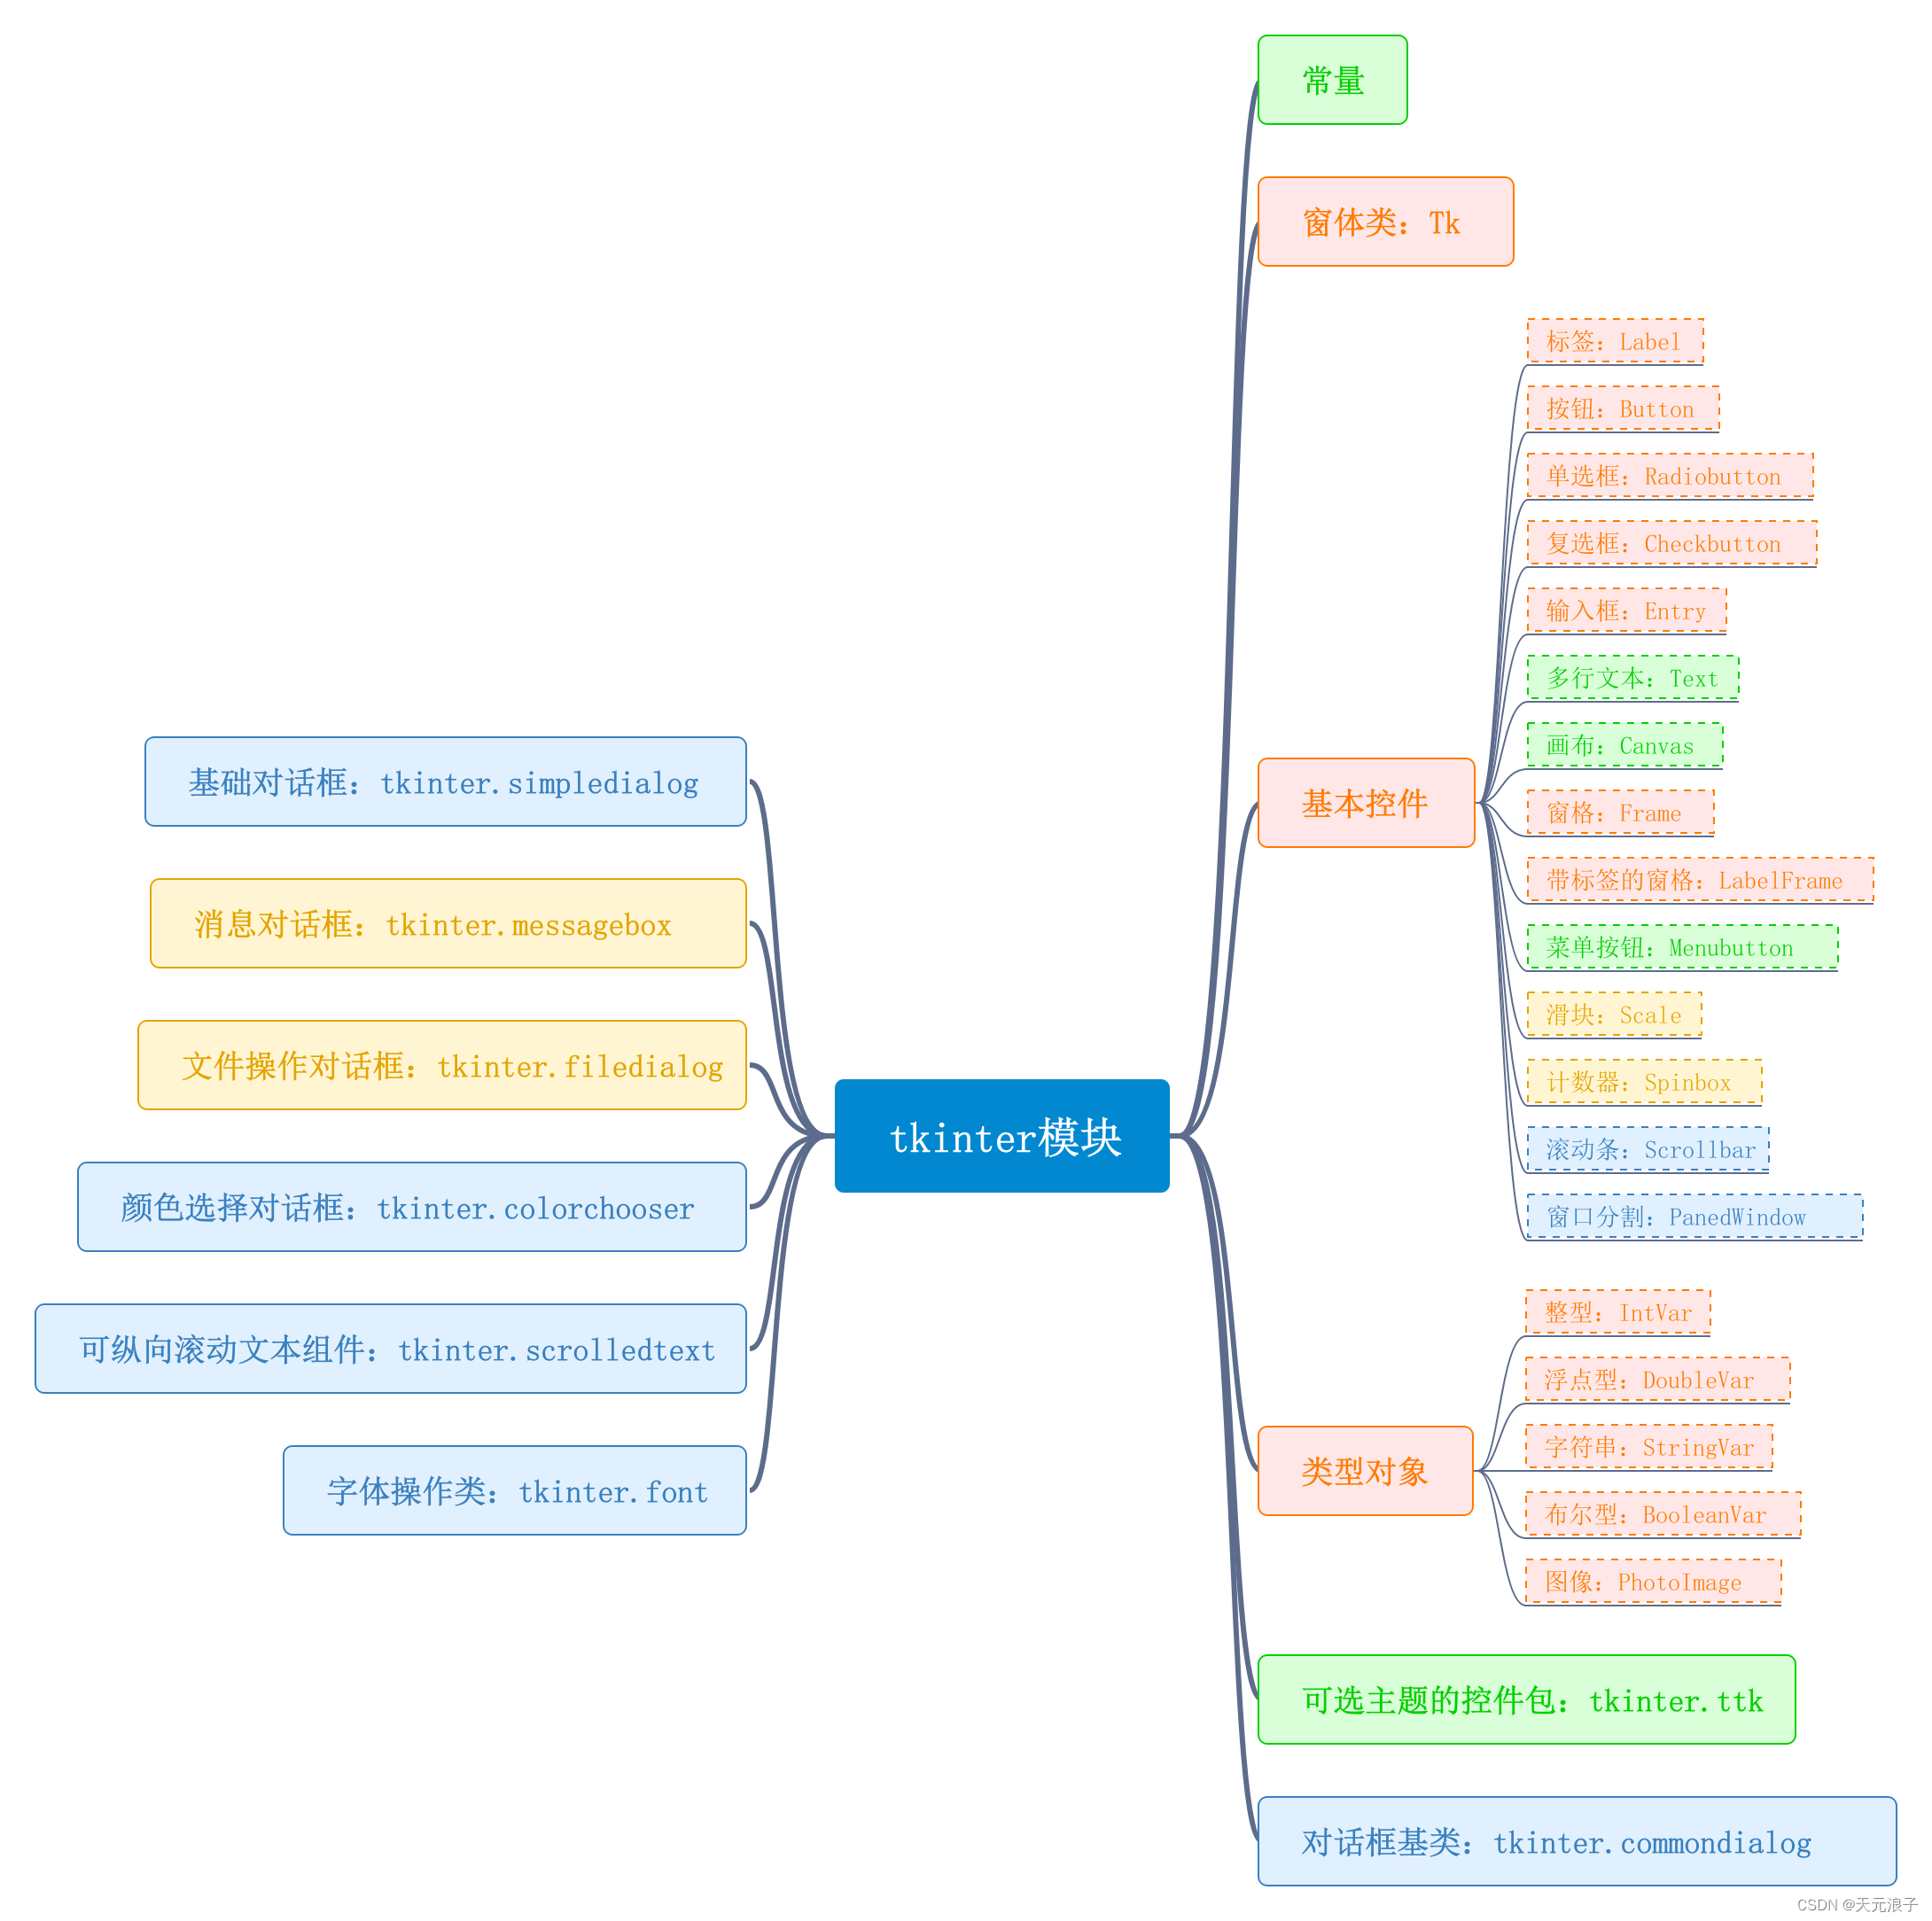 tkinter模块
常量
窗体类：Tk
基本控件
标签：Label
按钮：Button
单选框：Radiobutton
复选框：Checkbutton
输入框：Entry
多行文本：Text
画布：Canvas
窗格：Frame
带标签的窗格：LabelFrame
菜单按钮：Menubutton
滑块：Scale
计数器：Spinbox
滚动条：Scrollbar
窗口分割：PanedWindow
类型对象
整型：IntVar
浮点型：DoubleVar
字符串：StringVar
布尔型：BooleanVar
图像：PhotoImage
可选主题的控件包：tkinter.ttk
对话框基类：tkinter.commondialog
基础对话框：tkinter.simpledialog
消息对话框：tkinter.messagebox
文件操作对话框：tkinter.filedialog
颜色选择对话框：tkinter.colorchooser
可纵向滚动文本组件：tkinter.scrolledtext
字体操作类：tkinter.font
CSDN @天元浪子